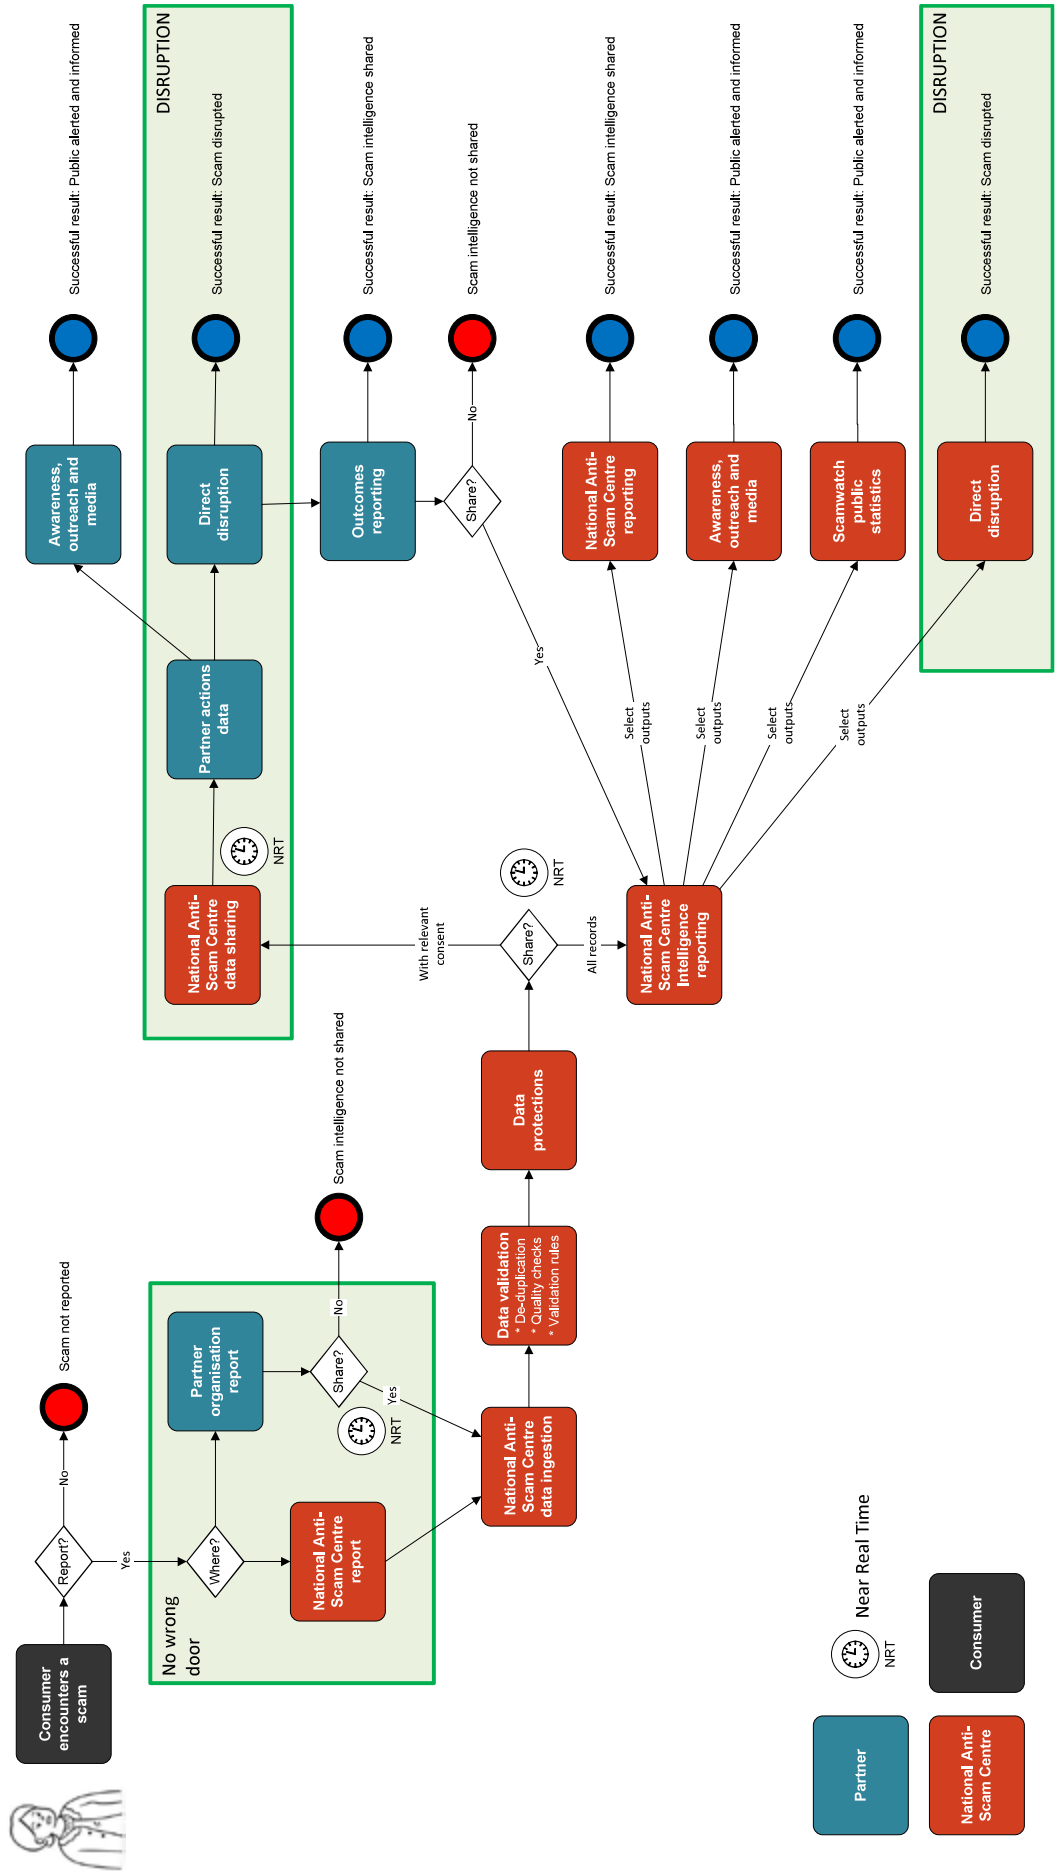 Consumer
encounters a
scam
Report?
No
Scam not reported
Yes
No wrong
door
Where?
Partner
organisation
report
National Anti-
Scam Centre
report
Share?
No
Scam intelligence not shared
Yes
NRT
National Anti-
Scam Centre
data ingestion
Data validation
* De-duplication
* Quality checks
* Validation rules
Data
protections
Share?
NRT
With relevant
consent
All records
DISRUPTION
National Anti-
Scam Centre
data sharing
NRT
Partner actions
data
Awareness,
outreach and
media
Successful result: Public alerted and informed
Direct
disruption
Successful result: Scam disrupted
Outcomes
reporting
Successful result: Scam intelligence shared
Share?
No
Scam intelligence not shared
Yes
National Anti-
Scam Centre
Intelligence
reporting
Select
outputs
National Anti-
Scam Centre
reporting
Successful result: Scam intelligence shared
Select
outputs
Awareness,
outreach and
media
Successful result: Public alerted and informed
Select
outputs
Scamwatch
public
statistics
Successful result: Public alerted and informed
Select
outputs
DISRUPTION
Direct
disruption
Successful result: Scam disrupted
Partner
NRT
Near Real Time
National Anti-
Scam Centre
Consumer